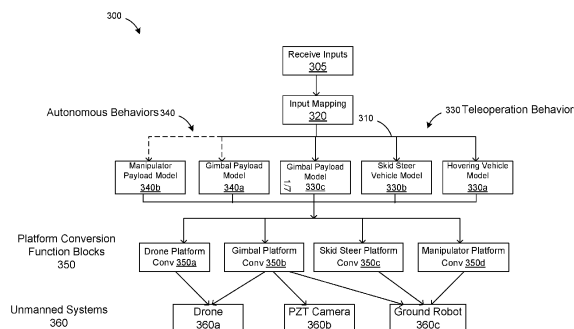 300
Receive Inputs
305
Autonomous Behaviors 340
Input Mapping
320
310
330 Teleoperation Behavior
Manipulator
Payload Model
340b
Gimbal Payload
Model
340a
Gimbal Payload
Model
330c
1/7
Skid Steer
Vehicle Model
330b
Hovering Vehicle
Model
330a
Platform Conversion
Function Blocks
350
Drone Platform
Conv 350a
Gimbal Platform
Conv 350b
Skid Steer Platform
Conv 350c
Manipulator Platform
Conv 350d
Unmanned Systems
360
Drone
360a
PZT Camera
360b
Ground Robot
360c